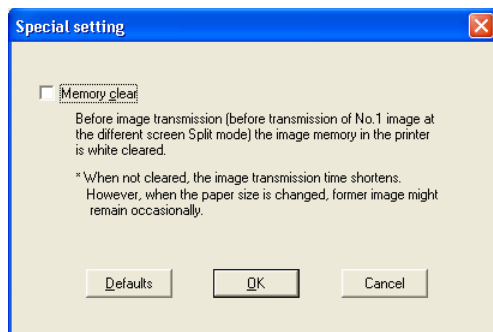 Special setting
Memory clear
Before image transmission (before transmission of No.1 image at
the different screen Split mode) the image memory in the printer
is white cleared.
* When not cleared, the image transmission time shortens.
However, when the paper size is changed, former image might
remain occasionally.
Defaults OK Cancel